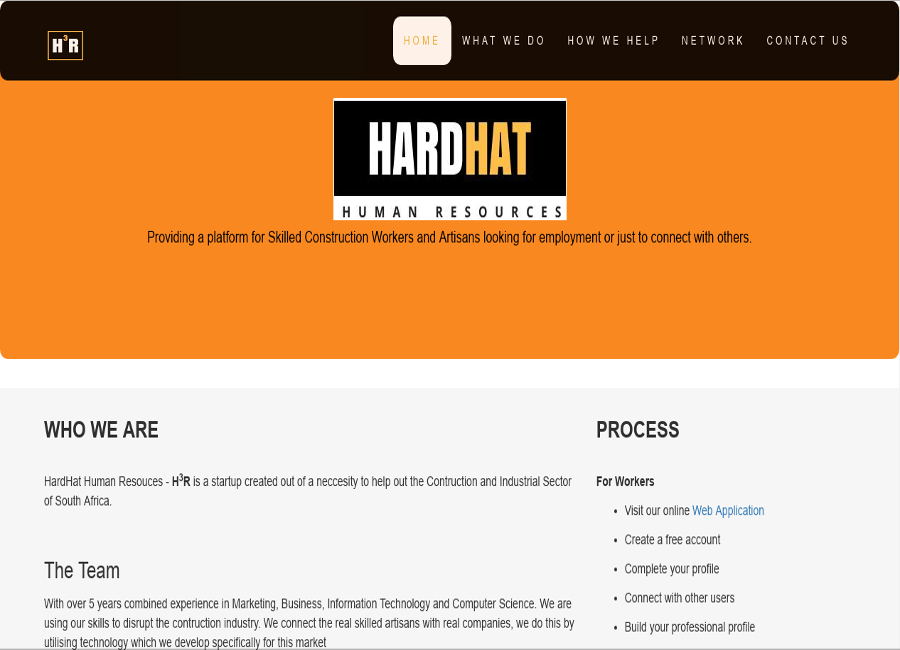 H³R
HOME WHAT WE DO HOW WE HELP NETWORK CONTACT US
HARDHAT
HUMAN RESOURCES
Providing a platform for Skilled Construction Workers and Artisans looking for employment or just to connect with others.
WHO WE ARE
HardHat Human Resouces - H³R is a startup created out of a neccesity to help out the Contruction and Industrial Sector
of South Africa.
The Team
With over 5 years combined experience in Marketing, Business, Information Technology and Computer Science. We are
using our skills to disrupt the contruction industry. We connect the real skilled artisans with real companies, we do this by
utilising technology which we develop specifically for this market
PROCESS
For Workers
• Visit our online Web Application
• Create a free account
• Complete your profile
• Connect with other users
• Build your professional profile